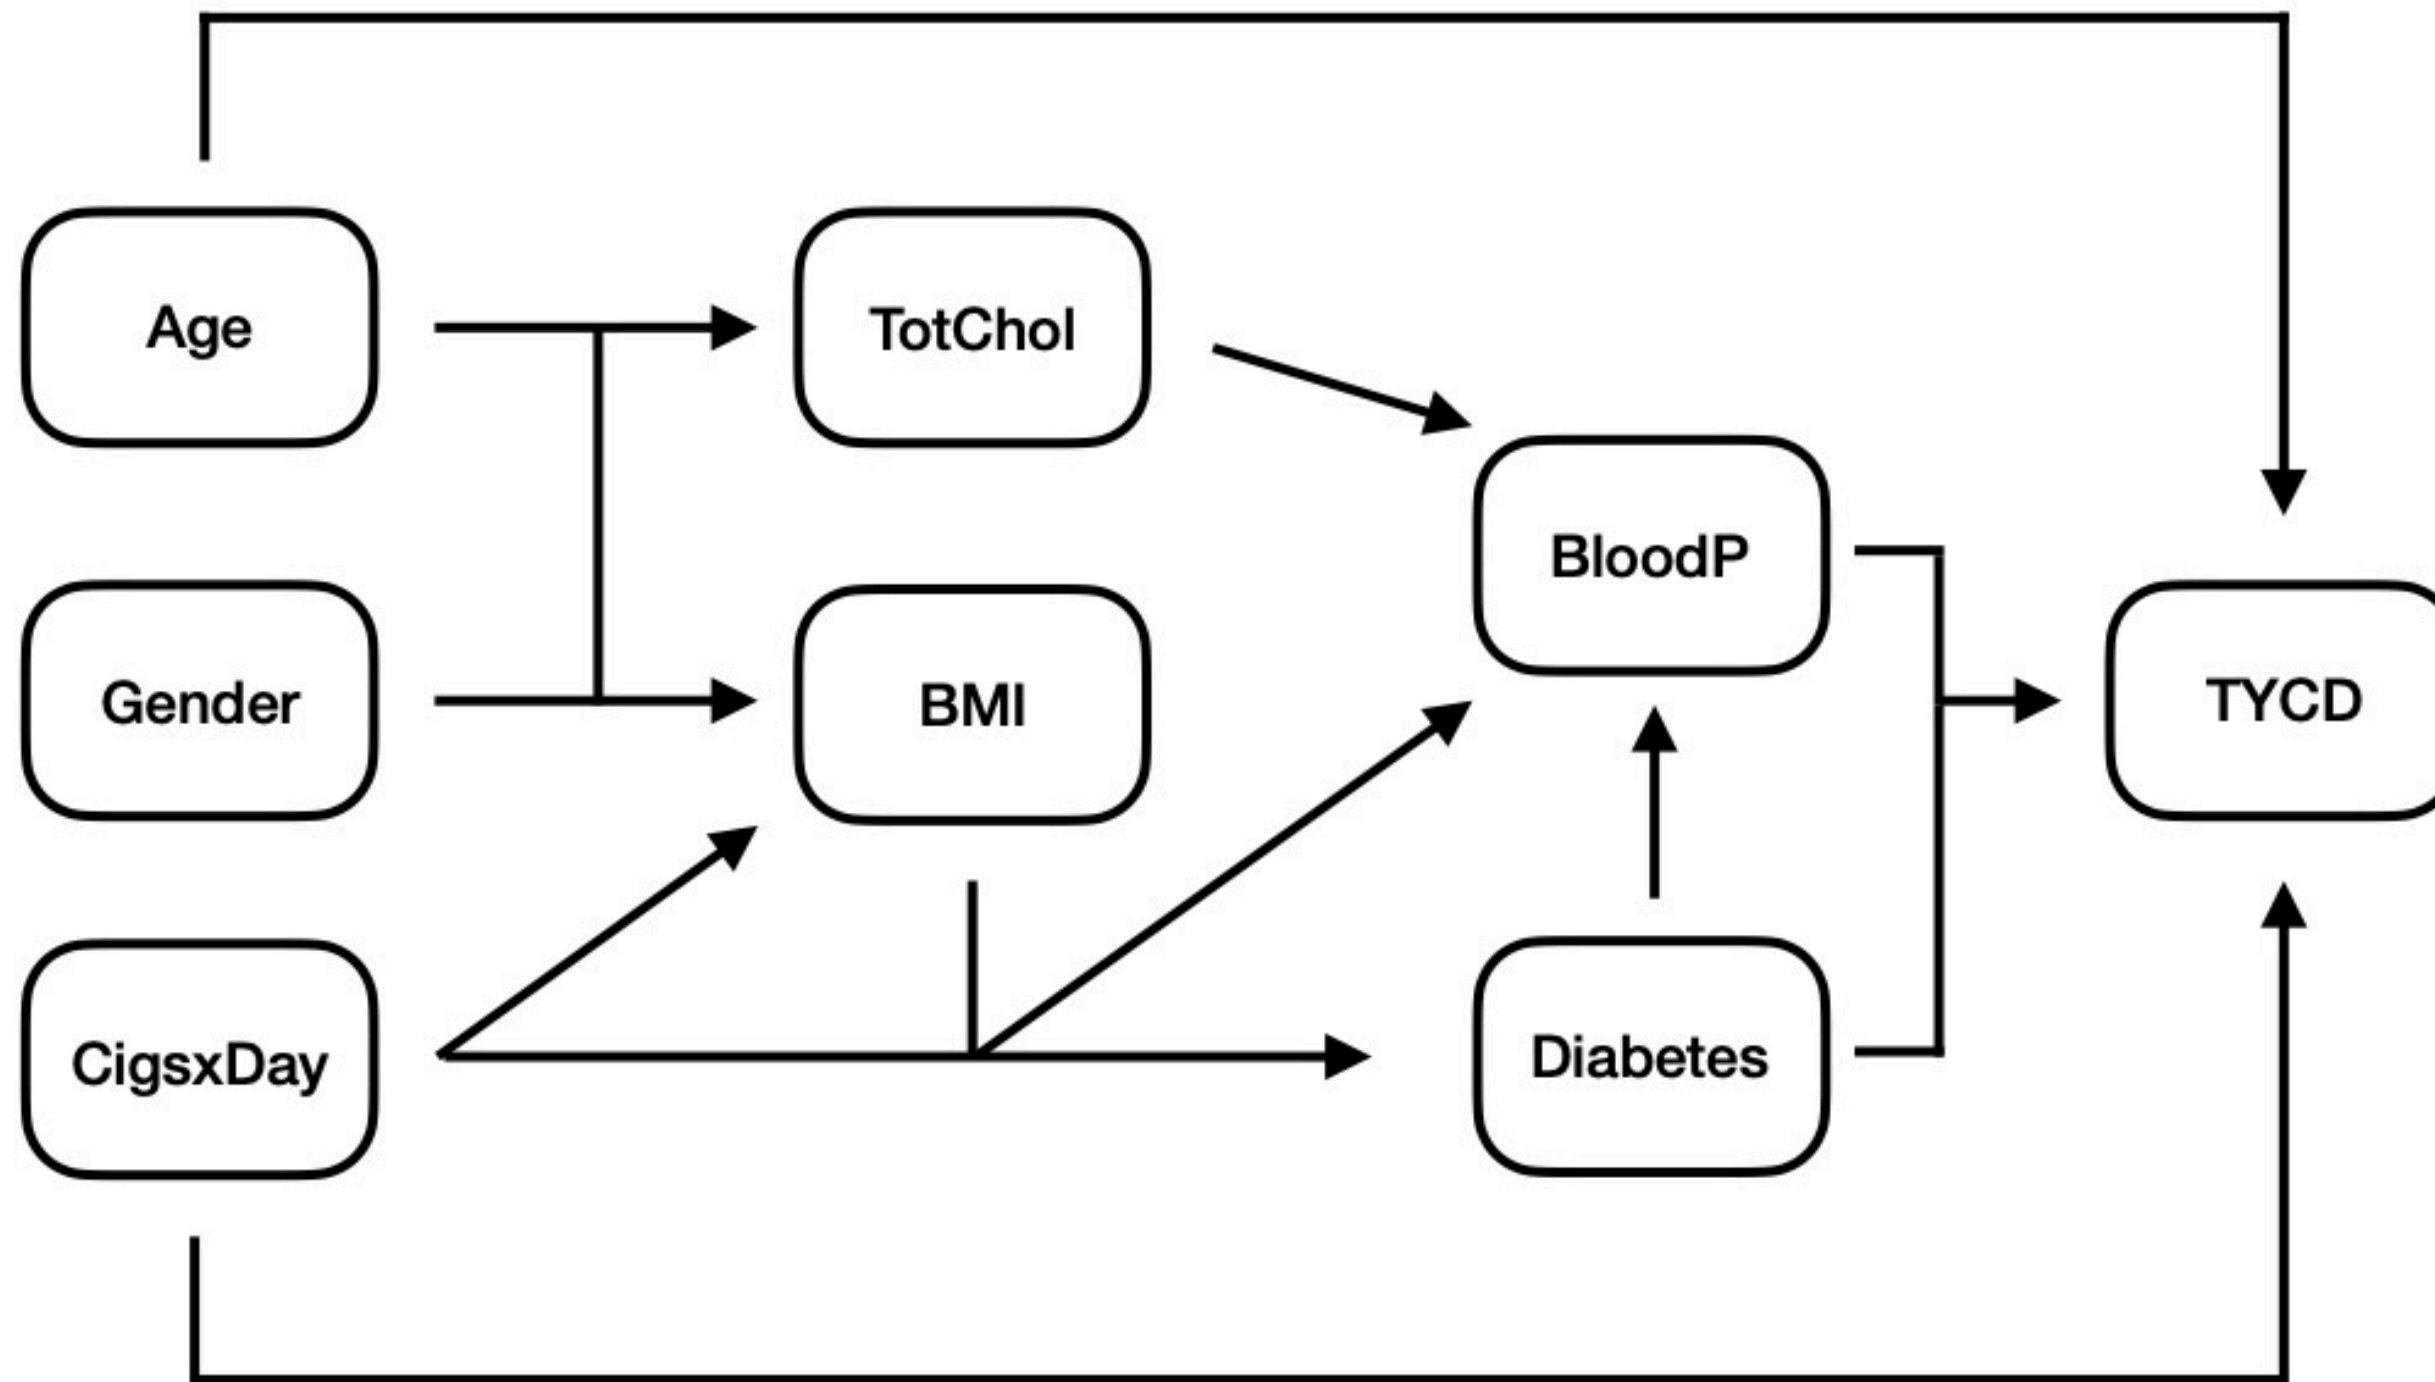 Age
TotChol
BloodP
Gender
BMI
TYCD
CigsxDay
Diabetes